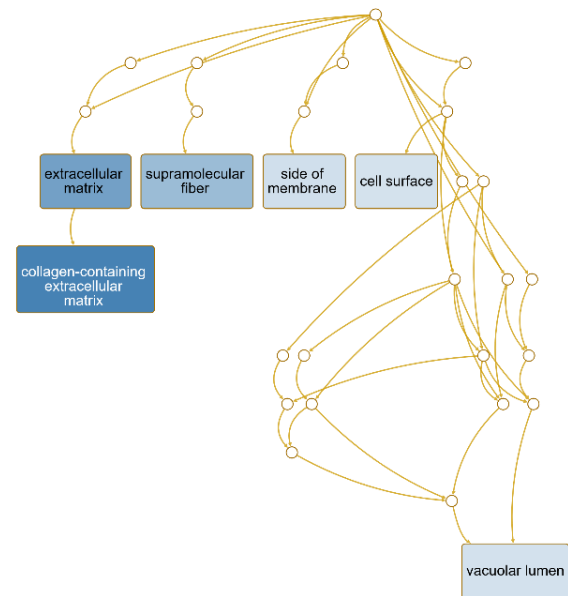 extracellular
matrix
supramolecular
fiber
side of
membrane
cell surface
collagen-containing
extracellular
matrix
vacuolar lumen